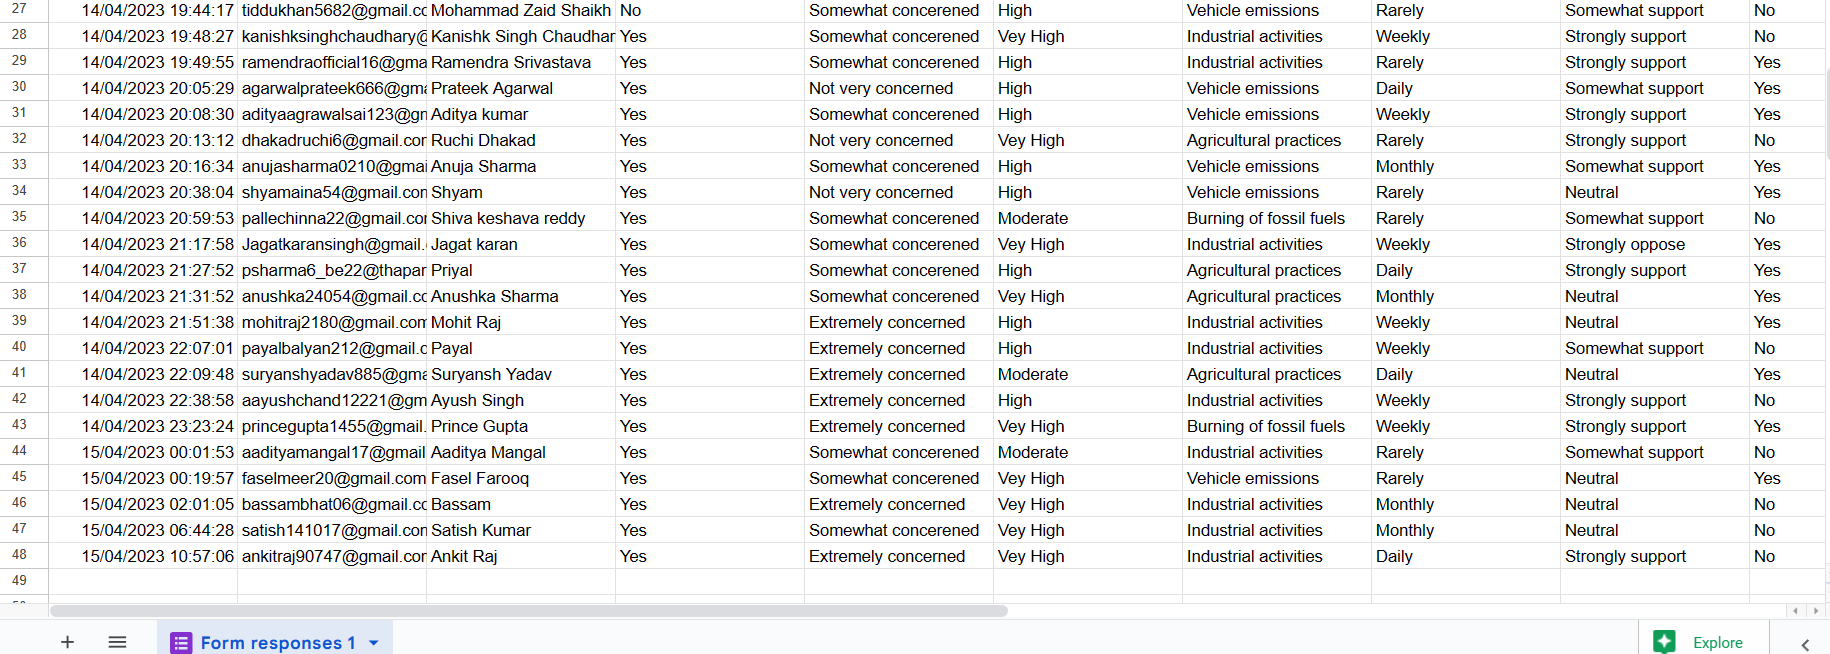 27 14/04/2023 19:44:17 tiddukhan5682@gmail.cc Mohammad Zaid Shaikh No Somewhat concerened High Vehicle emissions Rarely Somewhat support No
28 14/04/2023 19:48:27 kanishksinghchaudhary@ Kanishk Singh Chaudhar Yes Somewhat concerened Vey High Industrial activities Weekly Strongly support No
29 14/04/2023 19:49:55 ramendraofficial16@gma Ramendra Srivastava Yes Somewhat concerened High Industrial activities Rarely Strongly support Yes
30 14/04/2023 20:05:29 agarwalprateek666@gma Prateek Agarwal Yes Not very concerned High Vehicle emissions Daily Somewhat support Yes
31 14/04/2023 20:08:30 adityaagrawalsai123@gr Aditya kumar Yes Somewhat concerened High Vehicle emissions Weekly Strongly support Yes
32 14/04/2023 20:13:12 dhakadruchi6@gmail.cor Ruchi Dhakad Yes Not very concerned Vey High Agricultural practices Rarely Strongly support No
33 14/04/2023 20:16:34 anujasharma0210@gmai Anuja Sharma Yes Somewhat concerened High Vehicle emissions Monthly Somewhat support Yes
34 14/04/2023 20:38:04 shyamaina54@gmail.cor Shyam Yes Not very concerned High Vehicle emissions Rarely Neutral Yes
35 14/04/2023 20:59:53 pallechinna22@gmail.cor Shiva keshava reddy Yes Somewhat concerened Moderate Burning of fossil fuels Rarely Somewhat support No
36 14/04/2023 21:17:58 Jagatkaransingh@gmail. Jagat karan Yes Somewhat concerened Vey High Industrial activities Weekly Strongly oppose Yes
37 14/04/2023 21:27:52 psharma6_be22@thapar Priyal Yes Somewhat concerened High Agricultural practices Daily Strongly support Yes
38 14/04/2023 21:31:52 anushka24054@gmail.cc Anushka Sharma Yes Somewhat concerened Vey High Agricultural practices Monthly Neutral Yes
39 14/04/2023 21:51:38 mohitraj2180@gmail.com Mohit Raj Yes Extremely concerned High Industrial activities Weekly Neutral Yes
40 14/04/2023 22:07:01 payalbalyan212@gmail.c Payal Yes Extremely concerned High Industrial activities Weekly Somewhat support No
41 14/04/2023 22:09:48 suryanshyadav885@gma Suryansh Yadav Yes Extremely concerned Moderate Agricultural practices Daily Neutral Yes
42 14/04/2023 22:38:58 aayushchand12221@gm Ayush Singh Yes Extremely concerned High Industrial activities Weekly Strongly support No
43 14/04/2023 23:23:24 princegupta1455@gmail. Prince Gupta Yes Extremely concerned Vey High Burning of fossil fuels Weekly Strongly support Yes
44 15/04/2023 00:01:53 aadityamangal17@gmail Aaditya Mangal Yes Somewhat concerened Moderate Industrial activities Rarely Somewhat support No
45 15/04/2023 00:19:57 faselmeer20@gmail.com Fasel Farooq Yes Somewhat concerened Vey High Vehicle emissions Rarely Neutral Yes
46 15/04/2023 02:01:05 bassambhat06@gmail.cc Bassam Yes Extremely concerned Vey High Industrial activities Monthly Neutral No
47 15/04/2023 06:44:28 satish141017@gmail.com Satish Kumar Yes Somewhat concerened Vey High Industrial activities Monthly Neutral No
48 15/04/2023 10:57:06 ankitraj90747@gmail.cor Ankit Raj Yes Extremely concerned Vey High Industrial activities Daily Strongly support No
49
Form responses 1 Explore